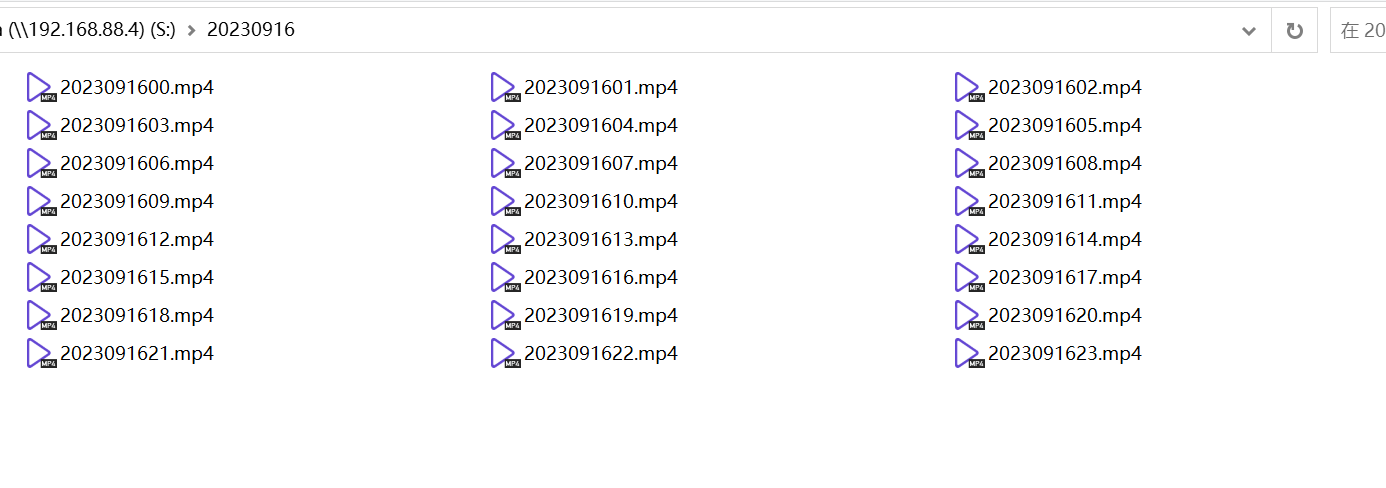 (\\192.168.88.4) (S:) > 20230916
在 20
2023091600.mp4 2023091601.mp4 2023091602.mp4
2023091603.mp4 2023091604.mp4 2023091605.mp4
2023091606.mp4 2023091607.mp4 2023091608.mp4
2023091609.mp4 2023091610.mp4 2023091611.mp4
2023091612.mp4 2023091613.mp4 2023091614.mp4
2023091615.mp4 2023091616.mp4 2023091617.mp4
2023091618.mp4 2023091619.mp4 2023091620.mp4
2023091621.mp4 2023091622.mp4 2023091623.mp4